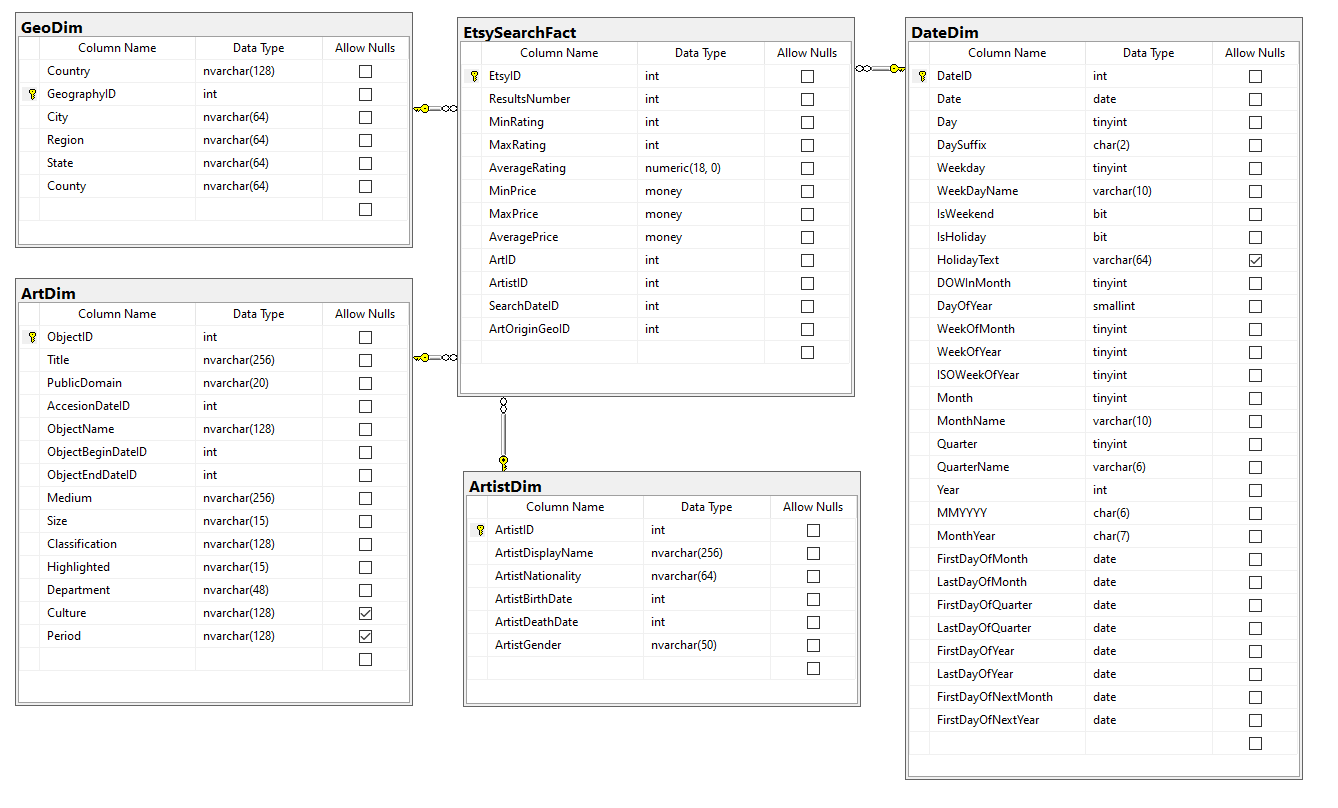 GeoDim
Column Name Data Type Allow Nulls
Country nvarchar(128)
GeographyID int
City nvarchar(64)
Region nvarchar(64)
State nvarchar(64)
County nvarchar(64)
ArtDim
Column Name Data Type Allow Nulls
ObjectID int
Title nvarchar(256)
PublicDomain nvarchar(20)
AccesionDateID int
ObjectName nvarchar(128)
ObjectBeginDateID int
ObjectEndDateID int
Medium nvarchar(256)
Size nvarchar(15)
Classification nvarchar(128)
Highlighted nvarchar(15)
Department nvarchar(48)
Culture nvarchar(128)
Period nvarchar(128)
EtsySearchFact
Column Name Data Type Allow Nulls
EtsyID int
ResultsNumber int
MinRating int
MaxRating int
AverageRating numeric(18, 0)
MinPrice money
MaxPrice money
AveragePrice money
ArtID int
ArtistID int
SearchDateID int
ArtOriginGeoID int
ArtistDim
Column Name Data Type Allow Nulls
ArtistID int
ArtistDisplayName nvarchar(256)
ArtistNationality nvarchar(64)
ArtistBirthDate int
ArtistDeathDate int
ArtistGender nvarchar(50)
DateDim
Column Name Data Type Allow Nulls
DateID int
Date date
Day tinyint
DaySuffix char(2)
Weekday tinyint
WeekDayName varchar(10)
IsWeekend bit
IsHoliday bit
HolidayText varchar(64)
DOWInMonth tinyint
DayOfYear smallint
WeekOfMonth tinyint
WeekOfYear tinyint
ISOWeekOfYear tinyint
Month tinyint
MonthName varchar(10)
Quarter tinyint
QuarterName varchar(6)
Year int
MMYYYY char(6)
MonthYear char(7)
FirstDayOfMonth date
LastDayOfMonth date
FirstDayOfQuarter date
LastDayOfQuarter date
FirstDayOfYear date
LastDayOfYear date
FirstDayOfNextMonth date
FirstDayOfNextYear date